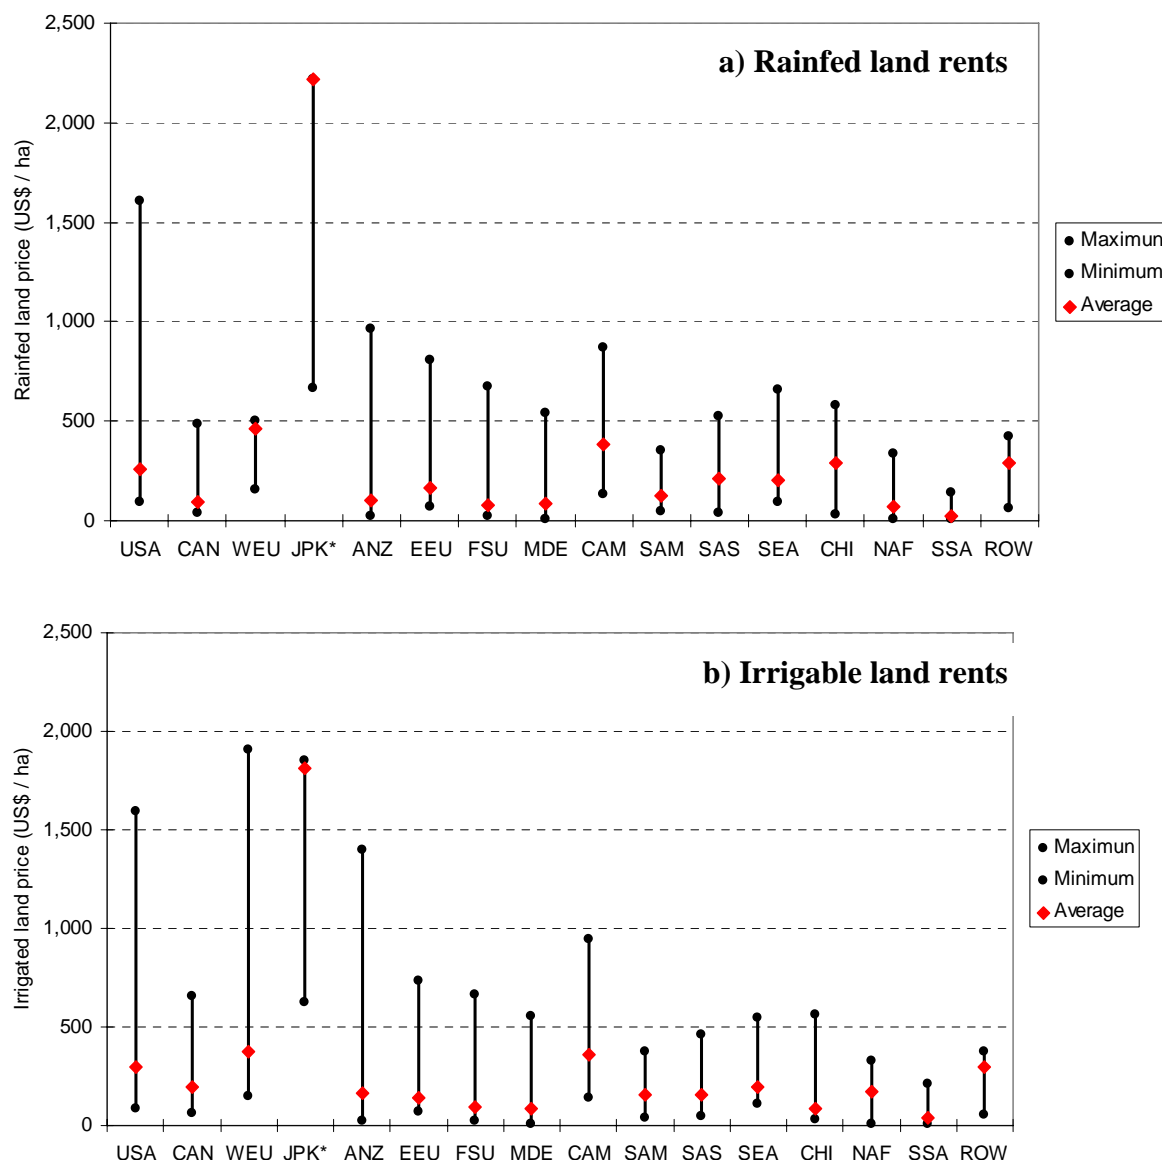 a) Rainfed land rents
Rainfed land price (US$ / ha)
2,500
2,000
1,500
1,000
500
0
USA CAN WEU JPK* ANZ EEU FSU MDE CAM SAM SAS SEA CHI NAF SSA ROW
Maximun
Minimum
Average
b) Irrigable land rents
Irrigated land price (US$ / ha)
2,500
2,000
1,500
1,000
500
0
USA CAN WEU JPK* ANZ EEU FSU MDE CAM SAM SAS SEA CHI NAF SSA ROW
Maximun
Minimum
Average